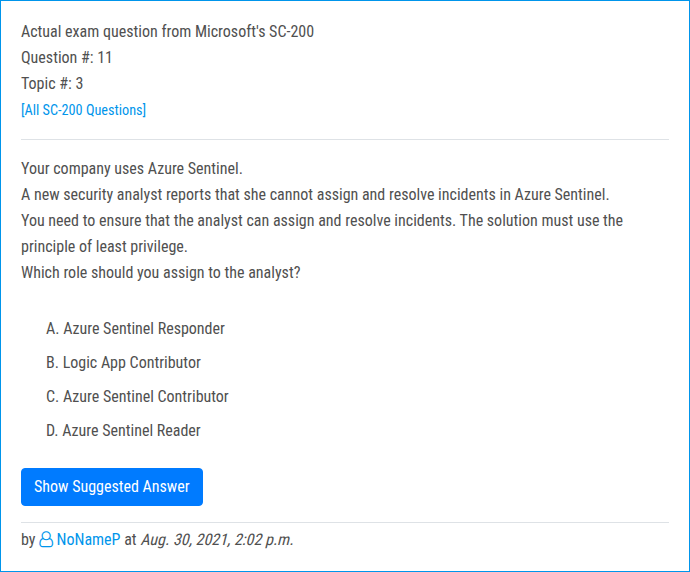 Actual exam question from Microsoft's SC-200
Question #: 11
Topic #: 3
[All SC-200 Questions]
Your company uses Azure Sentinel.
A new security analyst reports that she cannot assign and resolve incidents in Azure Sentinel.
You need to ensure that the analyst can assign and resolve incidents. The solution must use the
principle of least privilege.
Which role should you assign to the analyst?
A. Azure Sentinel Responder
B. Logic App Contributor
C. Azure Sentinel Contributor
D. Azure Sentinel Reader
Show Suggested Answer
by NoNameP at Aug. 30, 2021, 2:02 p.m.